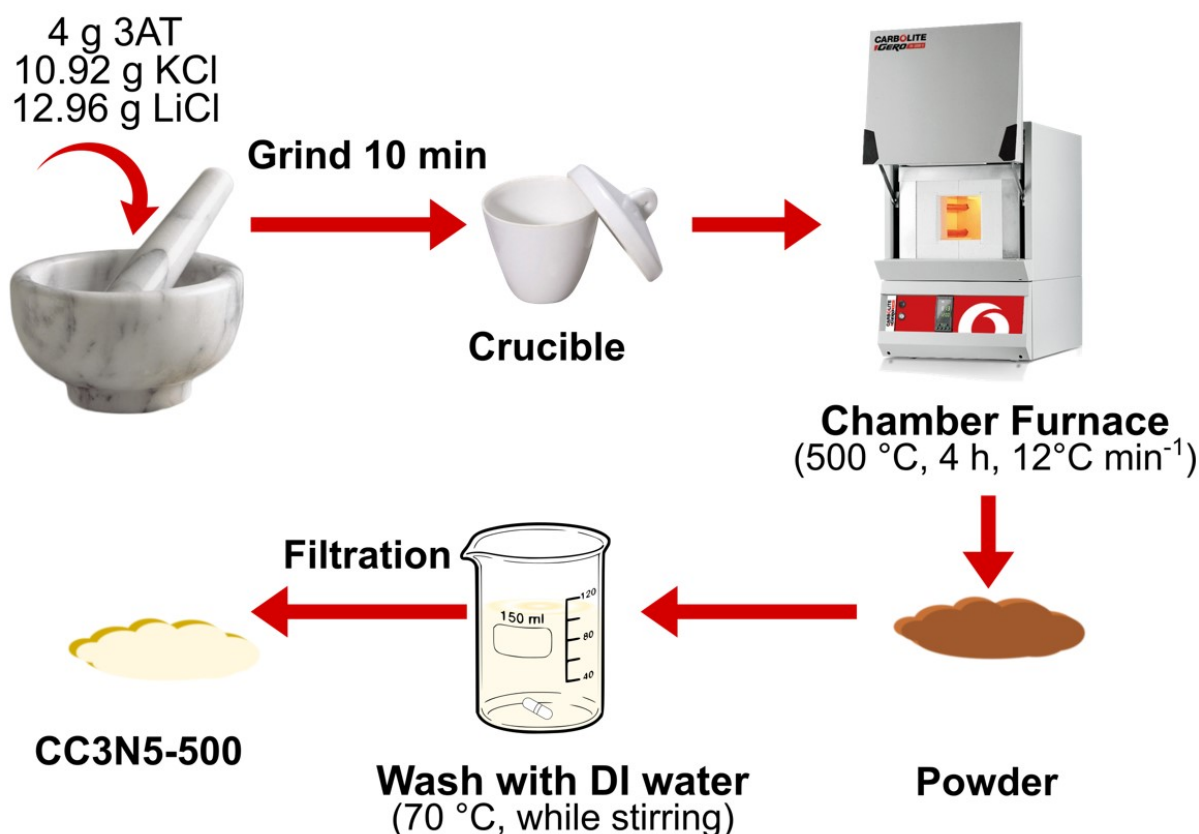 4 g 3AT
10.92 g KCl
12.96 g LiCl
Grind 10 min
Crucible
CARBOLITE
GERO
Chamber Furnace
(500 °C, 4 h, 12°C min⁻¹)
Powder
150 ml
120
80
40
Wash with DI water
(70 °C, while stirring)
Filtration
CC3N5-500